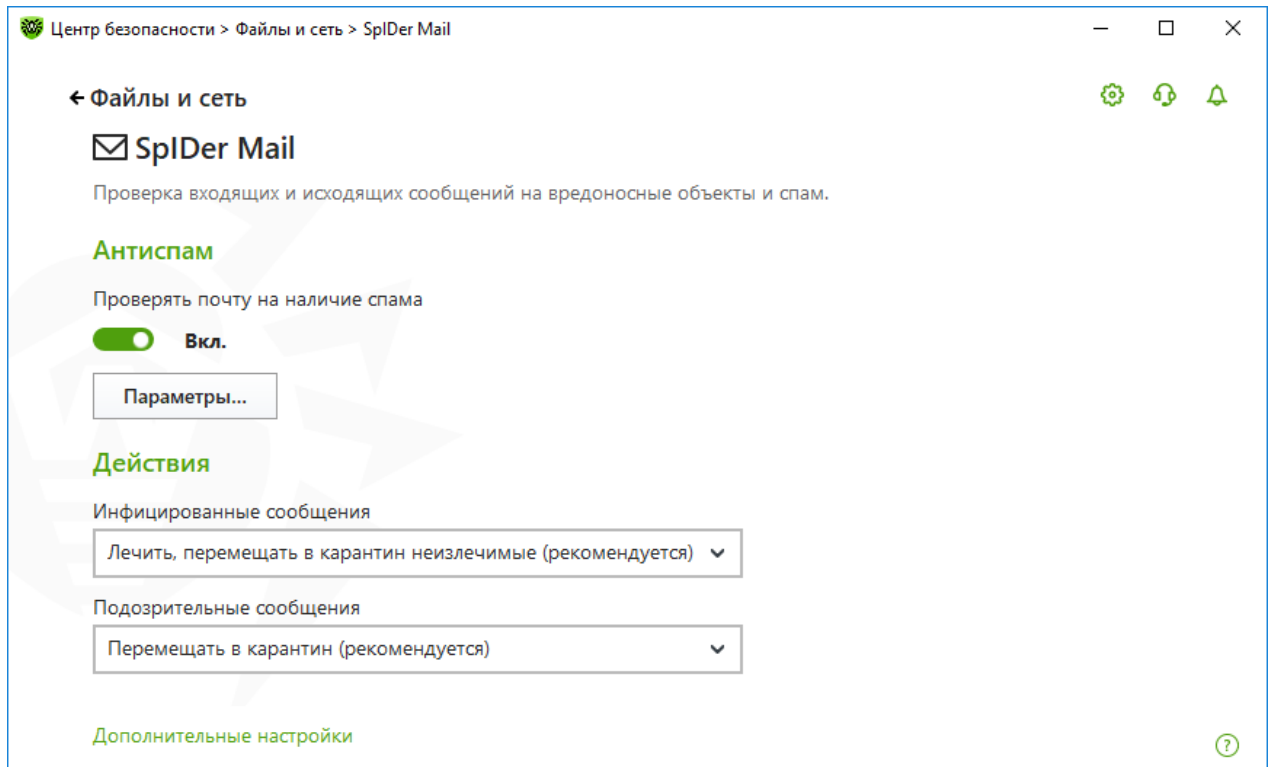 Центр безопасности > Файлы и сеть > SpIDer Mail
Файлы и сеть
SpIDer Mail
Проверка входящих и исходящих сообщений на вредоносные объекты и спам.
Антиспам
Проверять почту на наличие спама
Вкл.
Параметры...
Действия
Инфицированные сообщения
Лечить, перемещать в карантин неизлечимые (рекомендуется)
Подозрительные сообщения
Перемещать в карантин (рекомендуется)
Дополнительные настройки
?